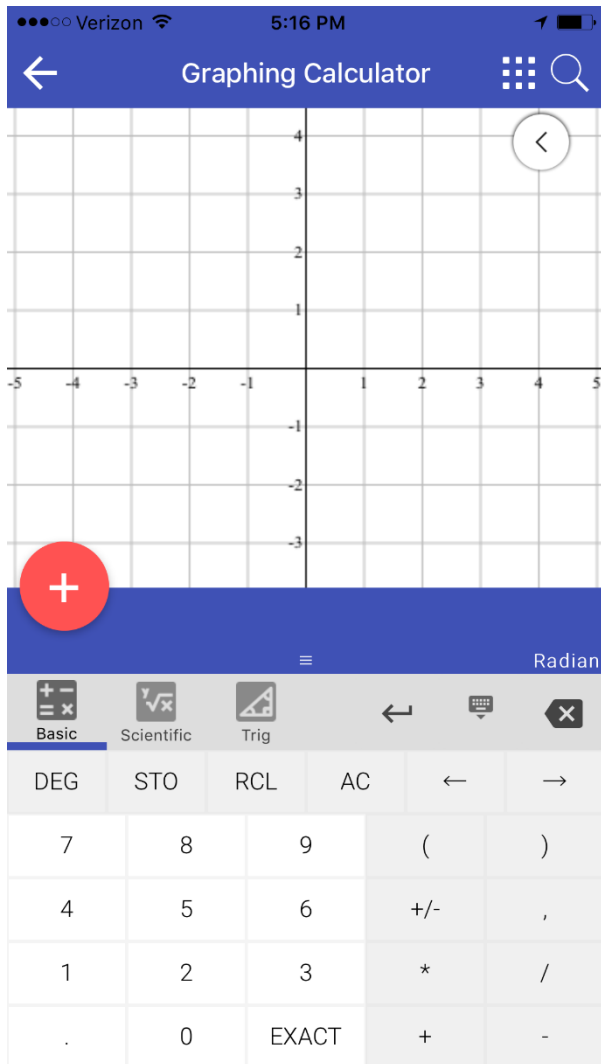 Verizon 5:16 PM
Graphing Calculator
4
3
2
1
-5 -4 -3 -2 -1 1 2 3 4 5
-1
-2
-3
+
Radian
+ - = × y√x
Basic Scientific Trig
DEG STO RCL AC ← →
7 8 9 ( )
4 5 6 +/- ,
1 2 3 * /
. 0 EXACT + -